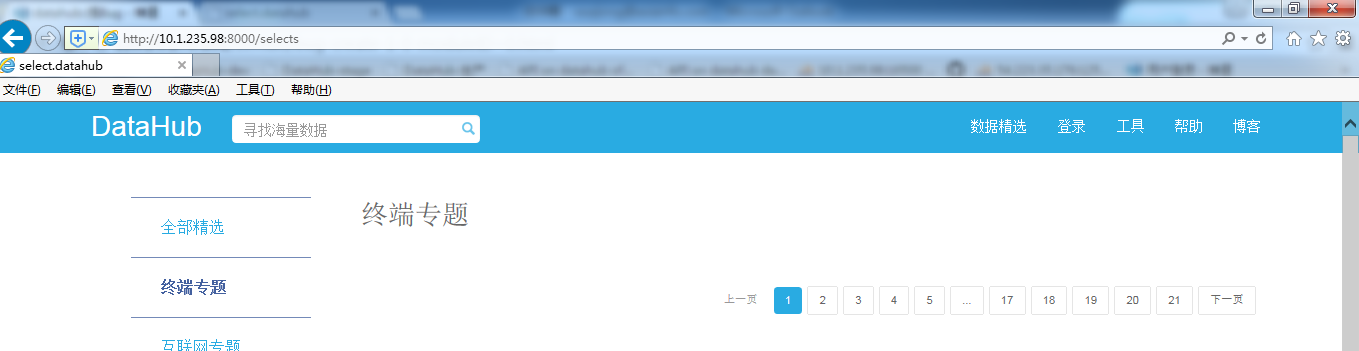 http://10.1.235.98:8000/selects
select.datahub
文件(F) 编辑(E) 查看(V) 收藏夹(A) 工具(T) 帮助(H)
DataHub 寻找海量数据 数据精选 登录 工具 帮助 博客
终端专题
全部精选
终端专题
上一页 1 2 3 4 5 ... 17 18 19 20 21 下一页
互联网专题